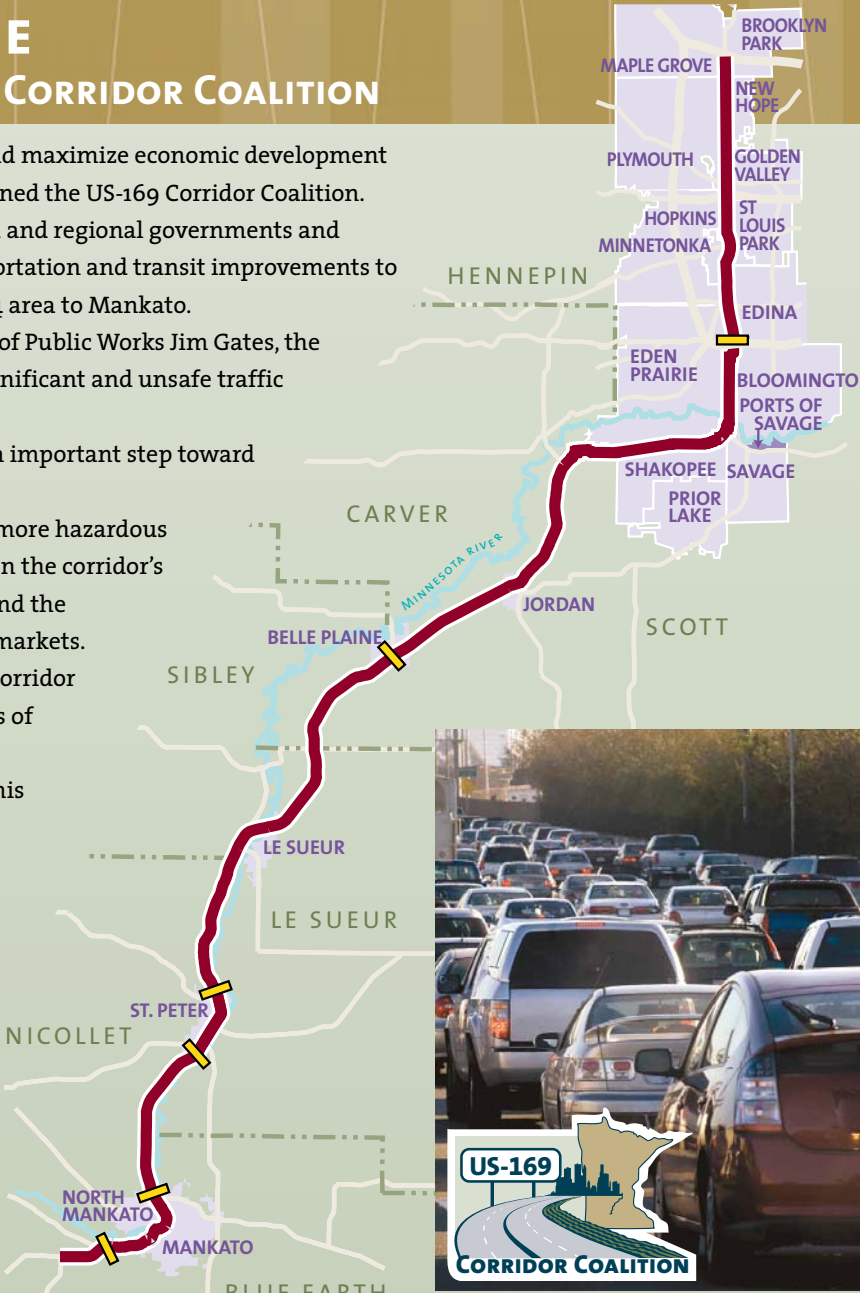 E
CORRIDOR COALITION
d maximize economic development
ned the US-169 Corridor Coalition.
and regional governments and
ortation and transit improvements to
area to Mankato.
of Public Works Jim Gates, the
nificant and unsafe traffic
n important step toward
more hazardous
n the corridor's
nd the
markets.
orridor
s of
his
BROOKLYN
PARK
MAPLE GROVE
NEW
HOPE
PLYMOUTH
GOLDEN
VALLEY
HOPKINS
ST
LOUIS
PARK
MINNETONKA
HENNEPIN
EDINA
EDEN
PRAIRIE
BLOOMINGTO
PORTS OF
SAVAGE
SHAKOPEE
SAVAGE
PRIOR
LAKE
CARVER
MINNESOTA RIVER
JORDAN
SCOTT
BELLE PLAINE
SIBLEY
LE SUEUR
LE SUEUR
ST. PETER
NICOLLET
NORTH
MANKATO
MANKATO
BLUE EARTH
US-169
CORRIDOR COALITION